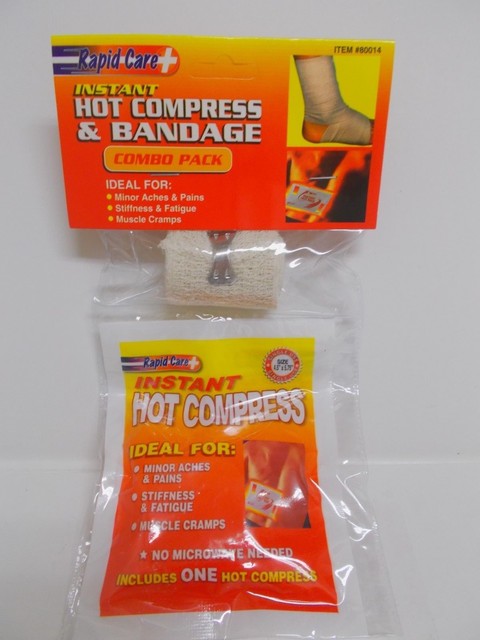 ITEM #80014
Rapid Care
INSTANT
HOT COMPRESS
& BANDAGE
COMBO PACK
IDEAL FOR:
• Minor Aches & Pains
• Stiffness & Fatigue
• Muscle Cramps
Rapid Care
INSTANT
HOT COMPRESS
IDEAL FOR:
• MINOR ACHES
& PAINS
• STIFFNESS
& FATIGUE
• MUSCLE CRAMPS
★ NO MICROWAVE NEEDED
INCLUDES ONE HOT COMPRESS